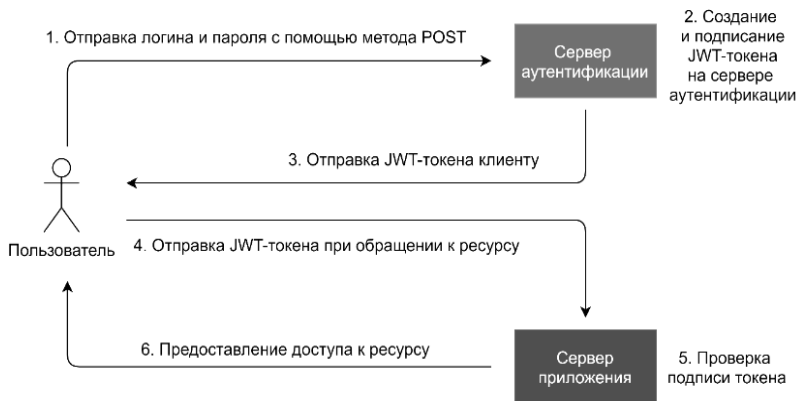 1. Отправка логина и пароля с помощью метода POST
Сервер
аутентификации
2. Создание
и подписание
JWT-токена
на сервере
аутентификации
3. Отправка JWT-токена клиенту
Пользователь
4. Отправка JWT-токена при обращении к ресурсу
6. Предоставление доступа к ресурсу
Сервер
приложения
5. Проверка
подписи токена